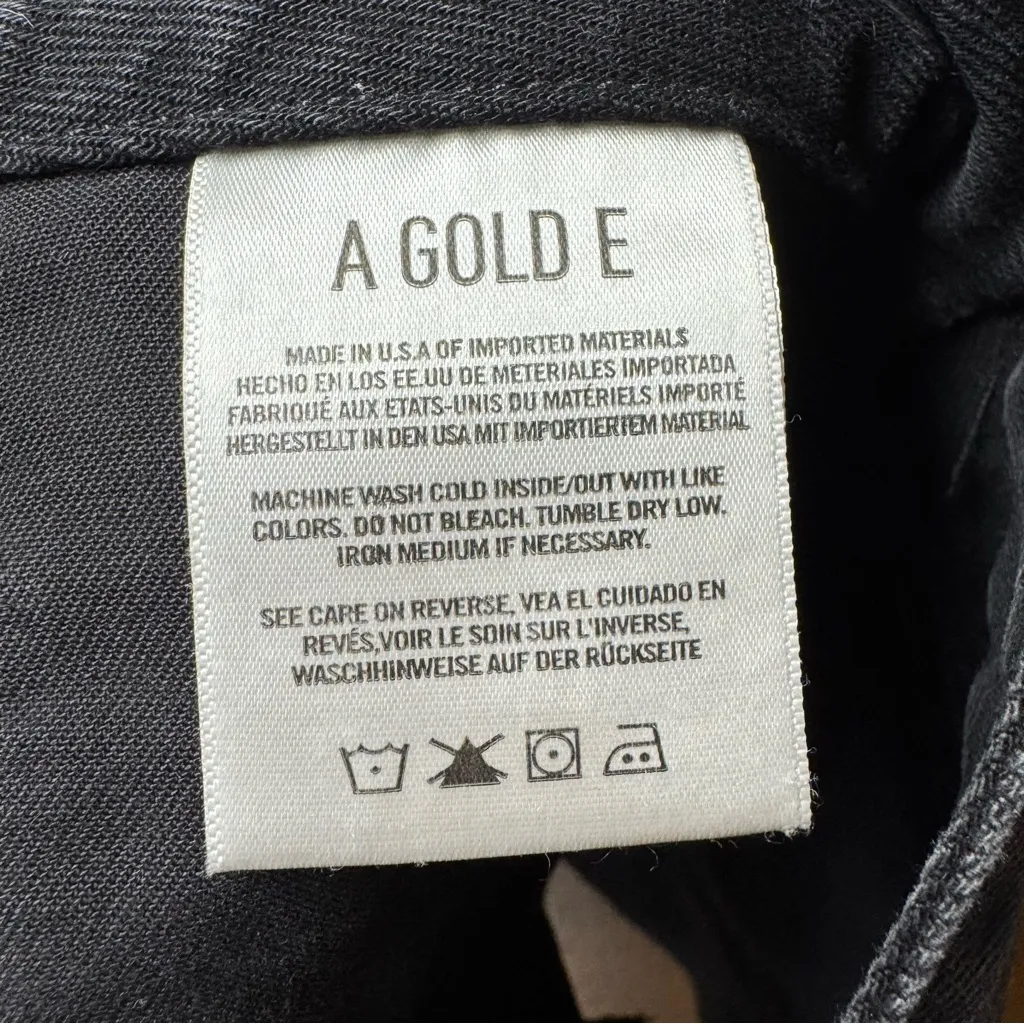 A GOLD E
MADE IN U.S.A OF IMPORTED MATERIALS
HECHO EN LOS EE.UU DE METERIALES IMPORTADA
FABRIQUÉ AUX ETATS-UNIS DU MATÉRIELS IMPORTÉ
HERGESTELLT IN DEN USA MIT IMPORTIERTEM MATERIAL
MACHINE WASH COLD INSIDE/OUT WITH LIKE
COLORS. DO NOT BLEACH. TUMBLE DRY LOW.
IRON MEDIUM IF NECESSARY.
SEE CARE ON REVERSE, VEA EL CUIDADO EN
REVÉS,VOIR LE SOIN SUR L'INVERSE,
WASCHHINWEISE AUF DER RÜCKSEITE